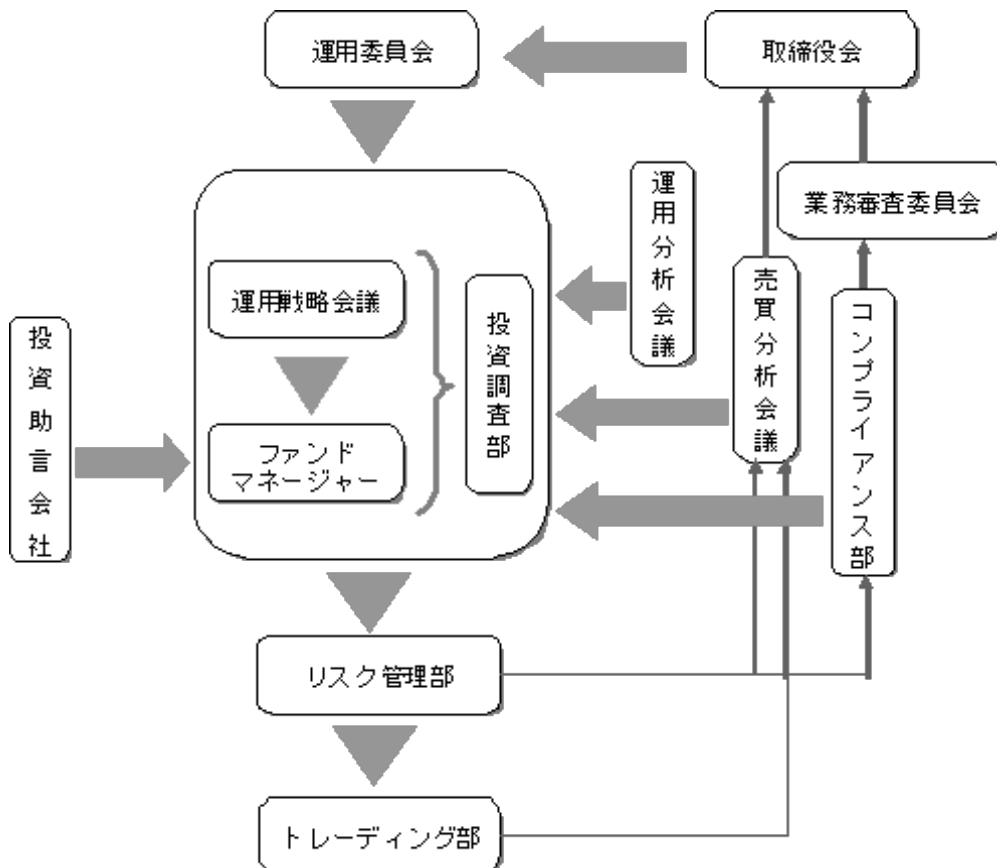 運用委員会
取締役会
業務審査委員会
運用分析会議
売買分析会議
コンプライアンス部
運用戦略会議
投資調査部
投資助言会社
ファンド
マネージャー
リスク管理部
トレーディング部